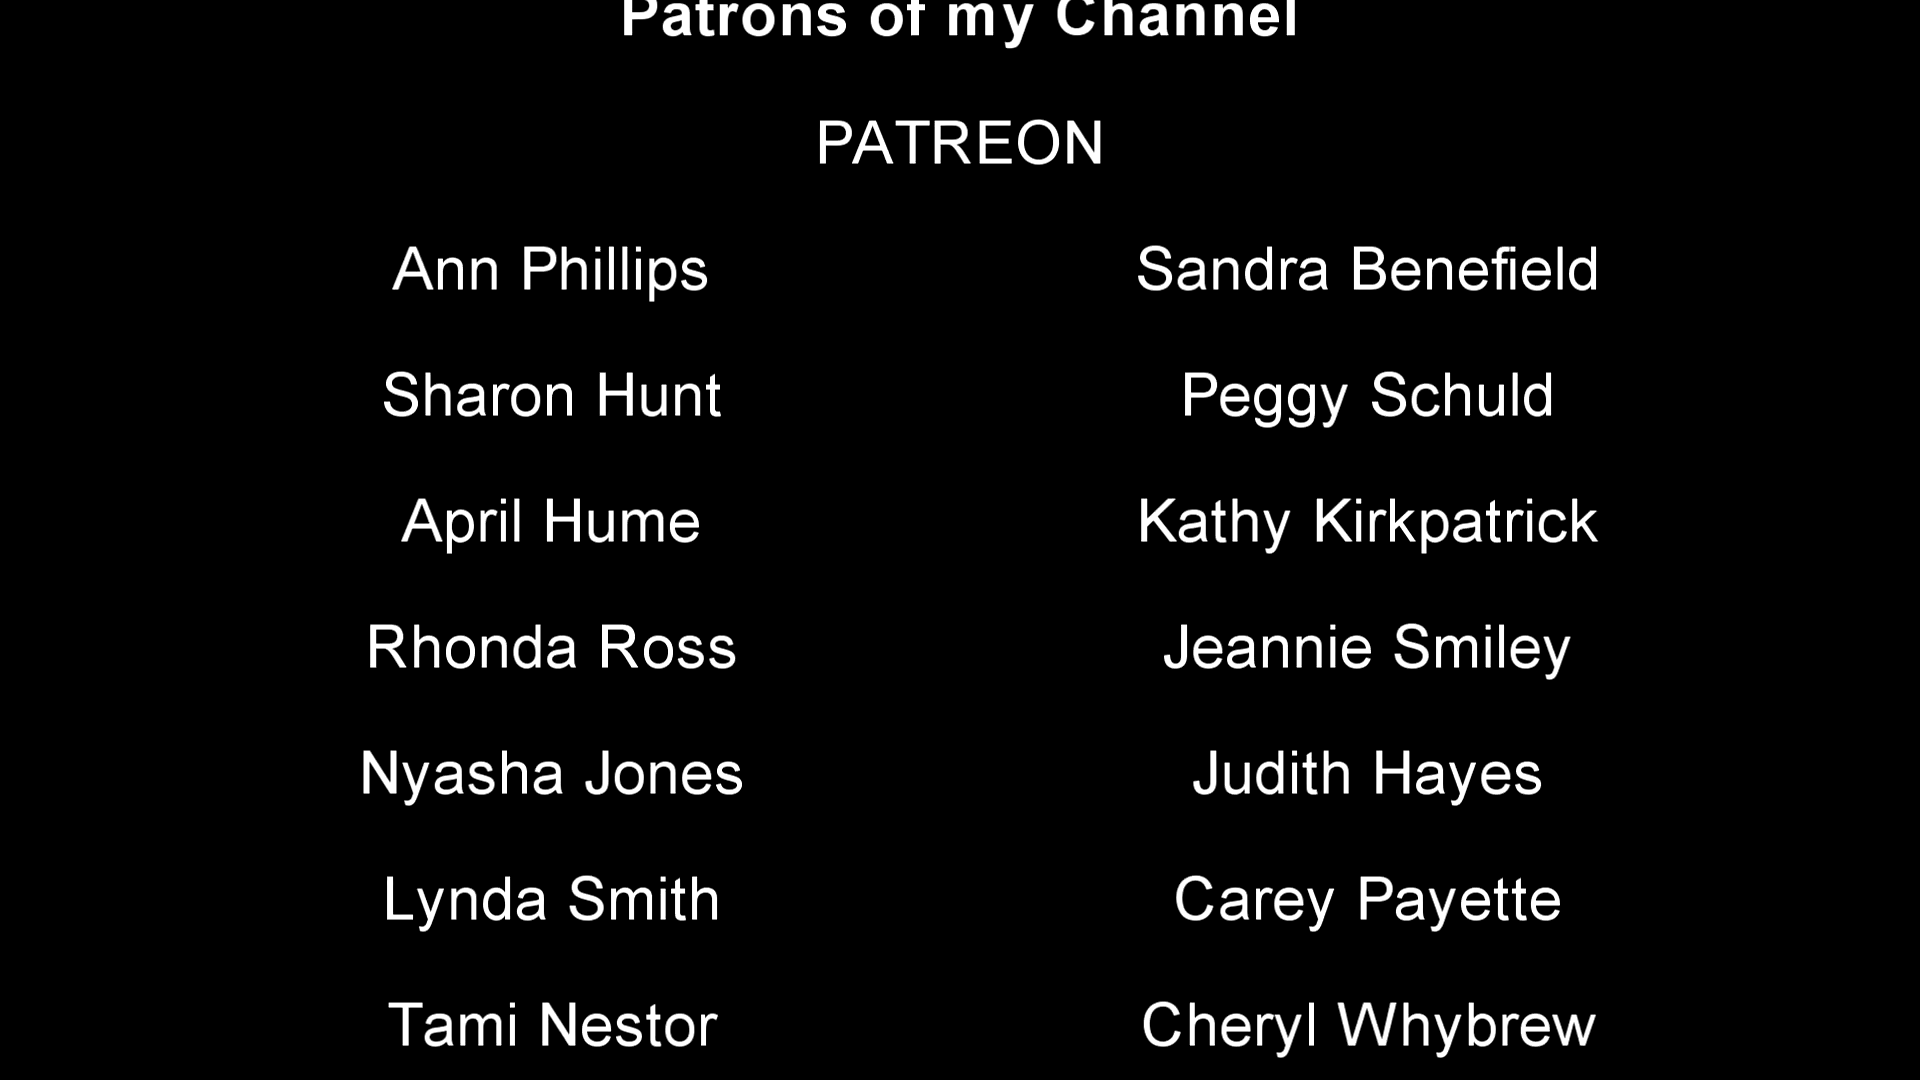 Patrons of my Channel
PATREON
Ann Phillips Sandra Benefield
Sharon Hunt Peggy Schuld
April Hume Kathy Kirkpatrick
Rhonda Ross Jeannie Smiley
Nyasha Jones Judith Hayes
Lynda Smith Carey Payette
Tami Nestor Cheryl Whybrew